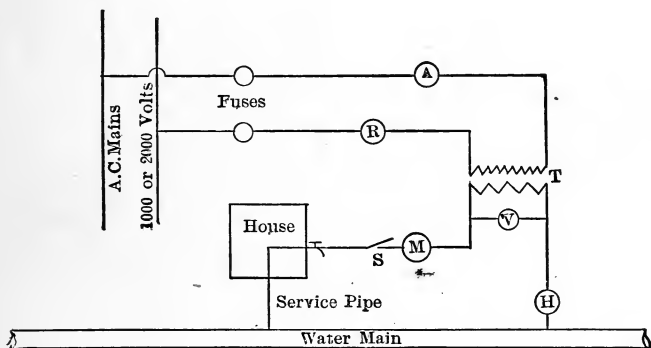 A
Fuses
A.C. Mains
1000 or 2000 Volts
R
T
V
House
S
M
H
Service Pipe
Water Main